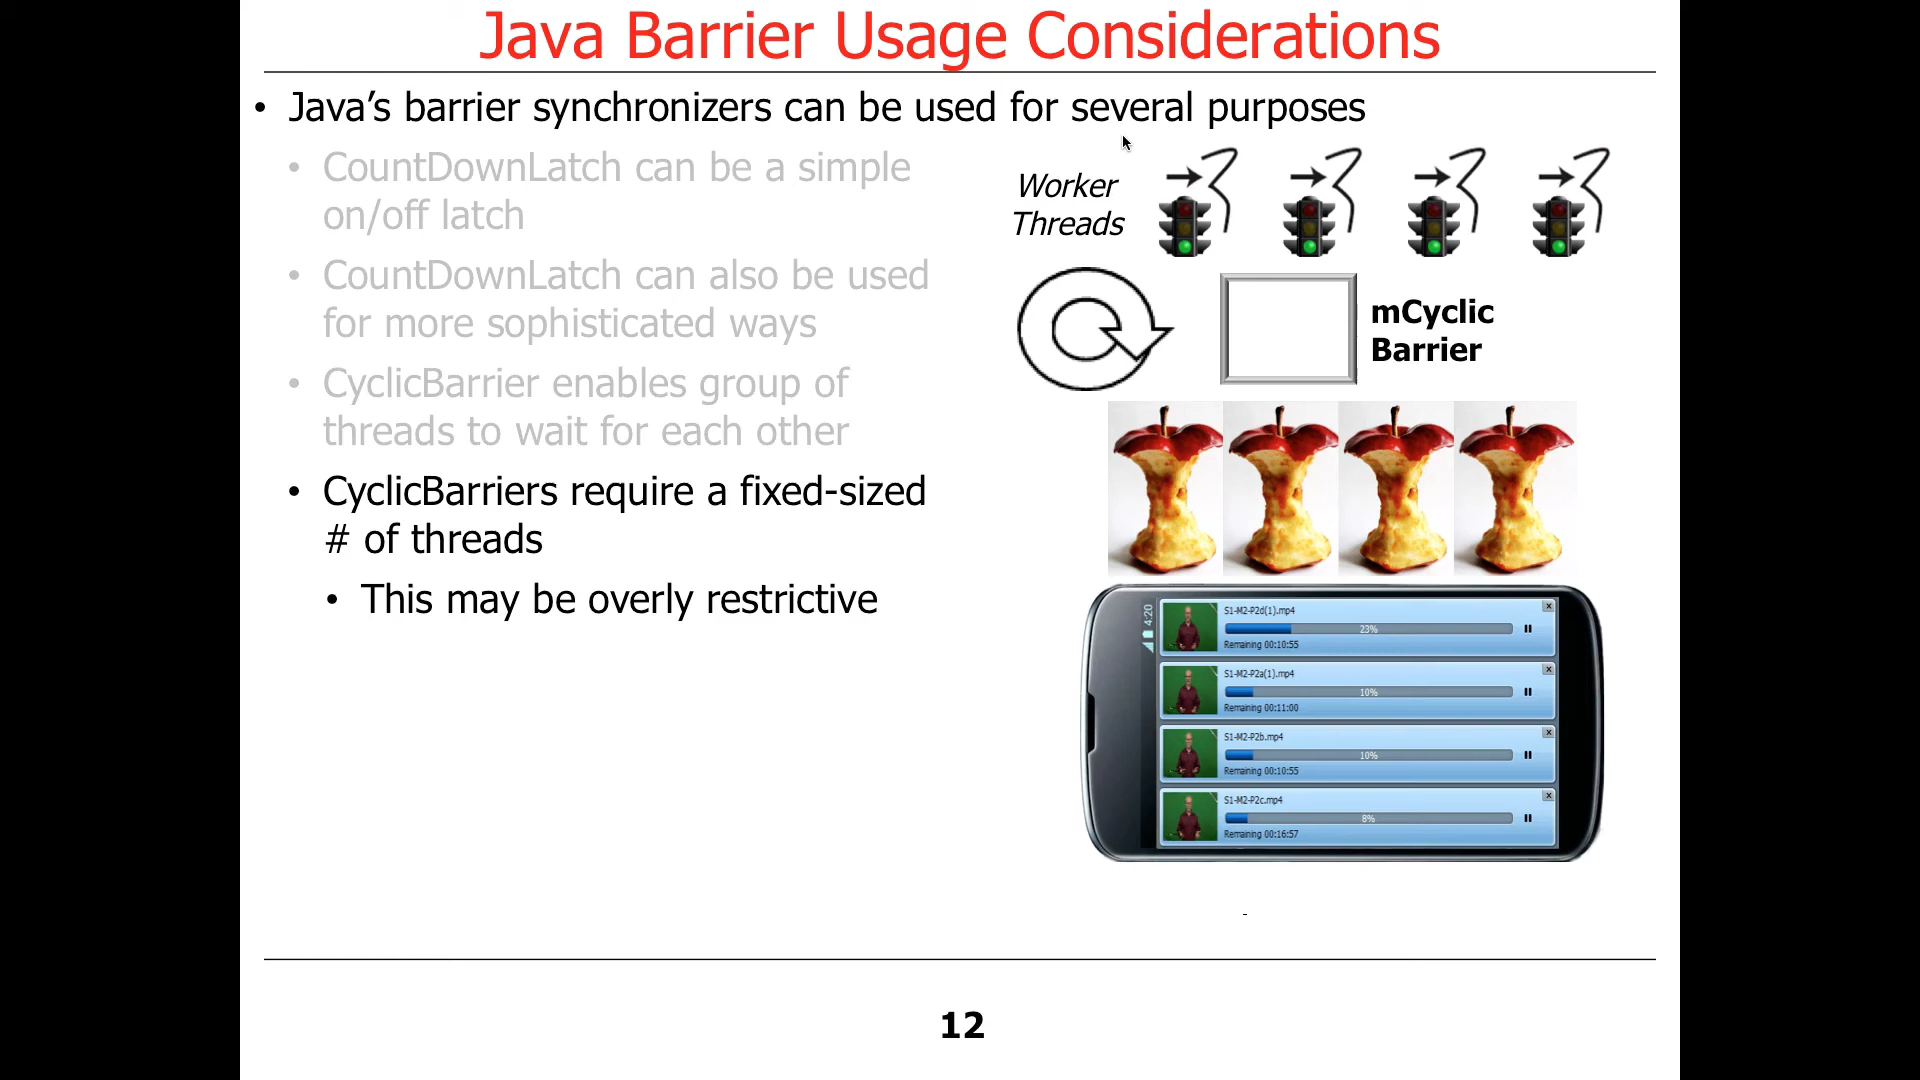 Java Barrier Usage Considerations
• Java’s barrier synchronizers can be used for several purposes
• CountDownLatch can be a simple
on/off latch
• CountDownLatch can also be used
for more sophisticated ways
• CyclicBarrier enables group of
threads to wait for each other
• CyclicBarriers require a fixed-sized
# of threads
• This may be overly restrictive
Worker
Threads
mCyclic
Barrier
4:20
S1-M2-P2d(1).mp4
23%
Remaining 00:10:55
S1-M2-P2a(1).mp4
10%
Remaining 00:11:00
S1-M2-P2b.mp4
10%
Remaining 00:10:55
S1-M2-P2c.mp4
8%
Remaining 00:16:57
12